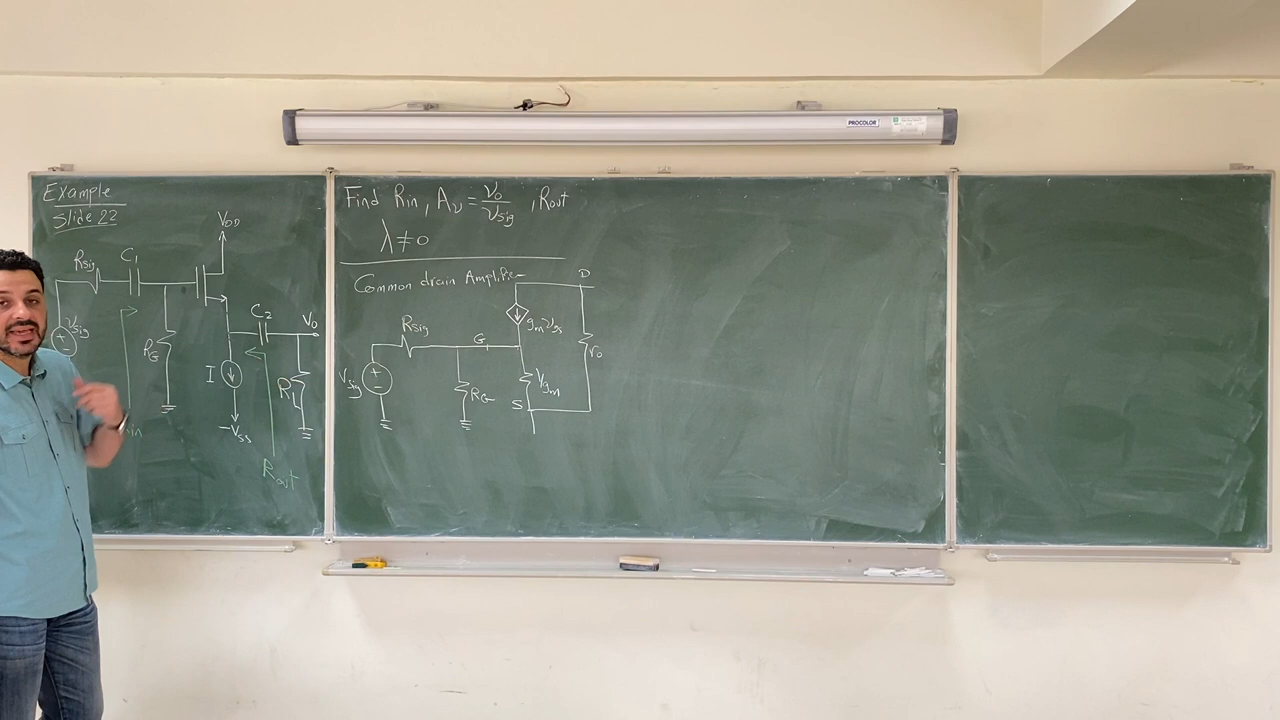 Example
Slide 22
VDD
Rsig
C1
C2
Vo
vsig
+
-
RG
I
RL
-VSS
Rout
Find Rin, Av = vo/vsig, Rout
λ≠0
Common drain Amplifie
D
gmvgs
Rsig
G
ro
Vsig
+
-
RG
1/gm
S
PROCOLOR